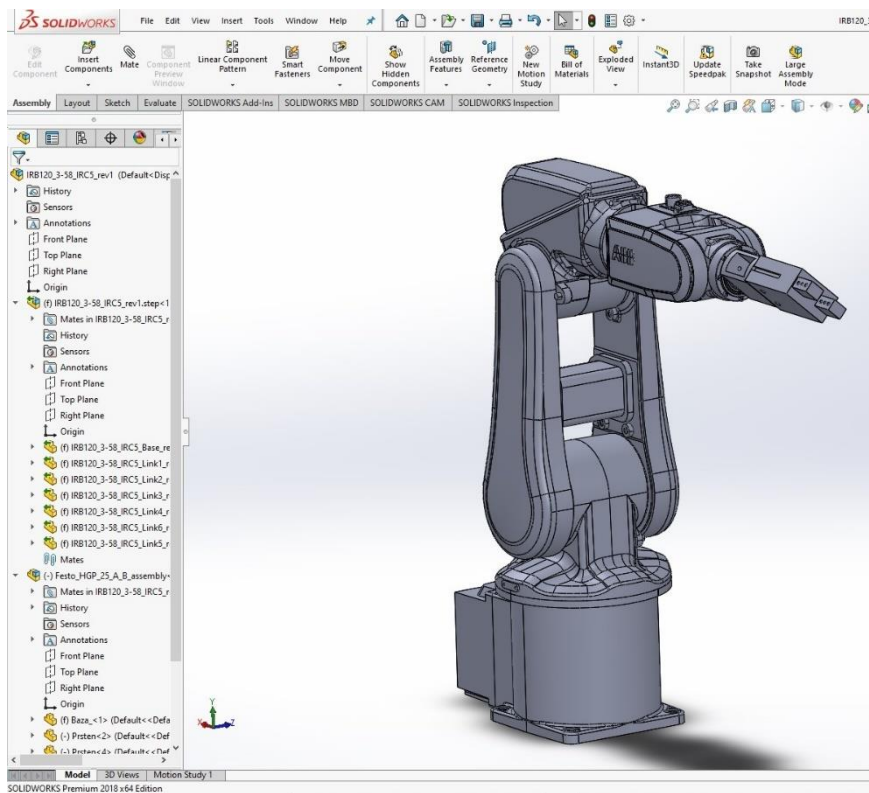 SOLIDWORKS File Edit View Insert Tools Window Help IRB120_3
Edit Component
Insert Components
Mate
Component Preview Window
Linear Component Pattern
Smart Fasteners
Move Component
Show Hidden Components
Assembly Features
Reference Geometry
New Motion Study
Bill of Materials
Exploded View
Instant3D
Update Speedpak
Take Snapshot
Large Assembly Mode
Assembly Layout Sketch Evaluate SOLIDWORKS Add-Ins SOLIDWORKS MBD SOLIDWORKS CAM SOLIDWORKS Inspection
IRB120_3-58_IRC5_rev1 (Default<Disp
History
Sensors
Annotations
Front Plane
Top Plane
Right Plane
Origin
(f) IRB120_3-58_IRC5_rev1.step<1
Mates in IRB120_3-58_IRC5_r
History
Sensors
Annotations
Front Plane
Top Plane
Right Plane
Origin
(f) IRB120_3-58_IRC5_Base_re
(f) IRB120_3-58_IRC5_Link1_r
(f) IRB120_3-58_IRC5_Link2_r
(f) IRB120_3-58_IRC5_Link3_r
(f) IRB120_3-58_IRC5_Link4_r
(f) IRB120_3-58_IRC5_Link6_r
(f) IRB120_3-58_IRC5_Link5_r
Mates
(-) Festo_HGP_25_A_B_assembly<
Mates in IRB120_3-58_IRC5_r
History
Sensors
Annotations
Front Plane
Top Plane
Right Plane
Origin
(f) Baza_<1> (Default<<Defa
(-) Prsten<2> (Default<<Def
(-) Prsten<4> (Default<<Def
ABB
Y
X
Z
Model 3D Views Motion Study 1
SOLIDWORKS Premium 2018 x64 Edition